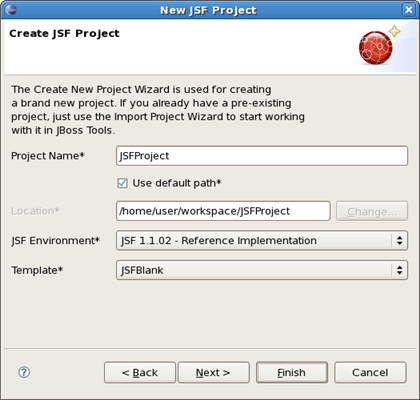 New JSF Project
Create JSF Project
The Create New Project Wizard is used for creating
a brand new project. If you already have a pre-existing
project, just use the Import Project Wizard to start working
with it in JBoss Tools.
Project Name* JSFProject
Use default path*
Location* /home/user/workspace/JSFProject Change...
JSF Environment* JSF 1.1.02 - Reference Implementation
Template* JSFBlank
? < Back Next > Finish Cancel